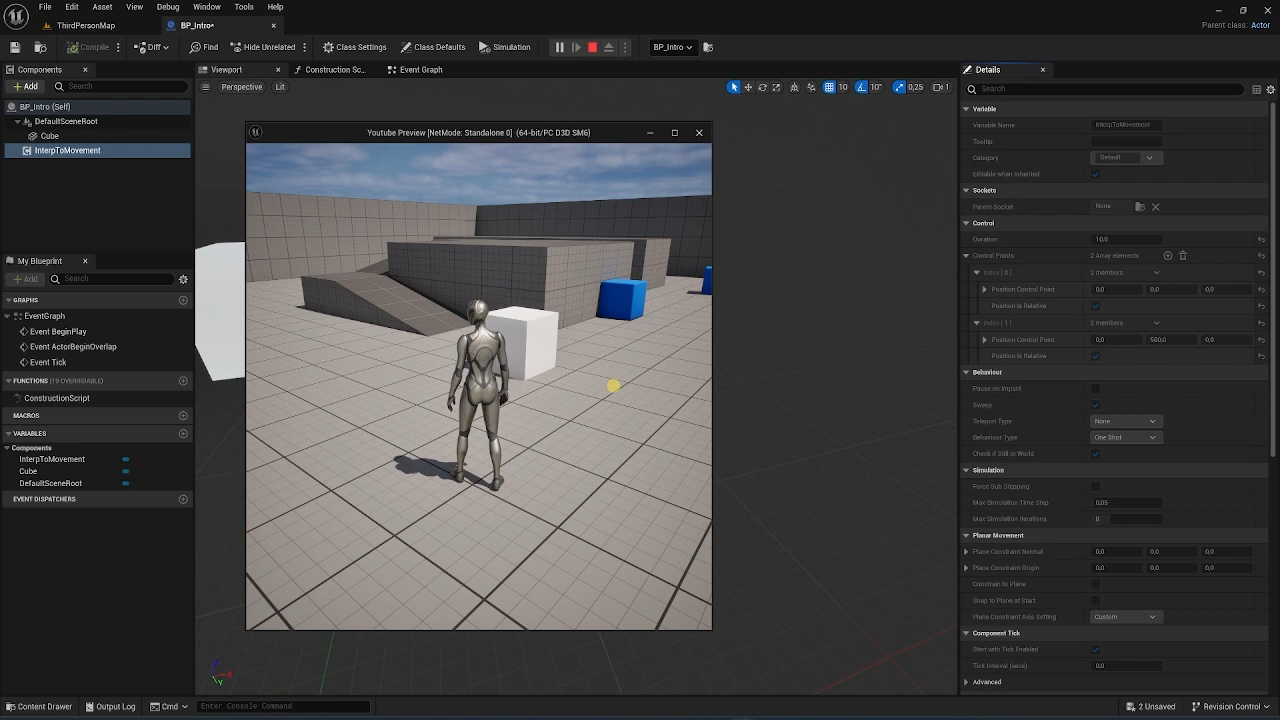 File Edit Asset View Debug Window Tools Help
ThirdPersonMap
BP_Intro*
Parent class: Actor
Compile
Diff
Find
Hide Unrelated
Class Settings
Class Defaults
Simulation
BP_Intro
Components
Add
Search
BP_Intro (Self)
DefaultSceneRoot
Cube
InterpToMovement
My Blueprint
Add
Search
GRAPHS
EventGraph
Event BeginPlay
Event ActorBeginOverlap
Event Tick
FUNCTIONS (19 OVERRIDABLE)
ConstructionScript
MACROS
VARIABLES
Components
InterpToMovement
Cube
DefaultSceneRoot
EVENT DISPATCHERS
Viewport
Construction Sc...
Event Graph
Perspective
Lit
10
10°
0,25
1
Youtube Preview [NetMode: Standalone 0] (64-bit/PC D3D SM6)
Z
Y
Details
Search
Variable
Variable Name InterpToMovement
Tooltip
Category Default
Editable when Inherited
Sockets
Parent Socket None
Control
Duration 10,0
Control Points 2 Array elements
Index [ 0 ] 2 members
Position Control Point 0,0 0,0 0,0
Position Is Relative
Index [ 1 ] 2 members
Position Control Point 0,0 500,0 0,0
Position Is Relative
Behaviour
Pause on Impact
Sweep
Teleport Type None
Behaviour Type One Shot
Check if Still in World
Simulation
Force Sub Stepping
Max Simulation Time Step 0,05
Max Simulation Iterations 8
Planar Movement
Plane Constraint Normal 0,0 0,0 0,0
Plane Constraint Origin 0,0 0,0 0,0
Constrain to Plane
Snap to Plane at Start
Plane Constraint Axis Setting Custom
Component Tick
Start with Tick Enabled
Tick Interval (secs) 0,0
Advanced
Content Drawer
Output Log
Cmd
Enter Console Command
2 Unsaved
Revision Control